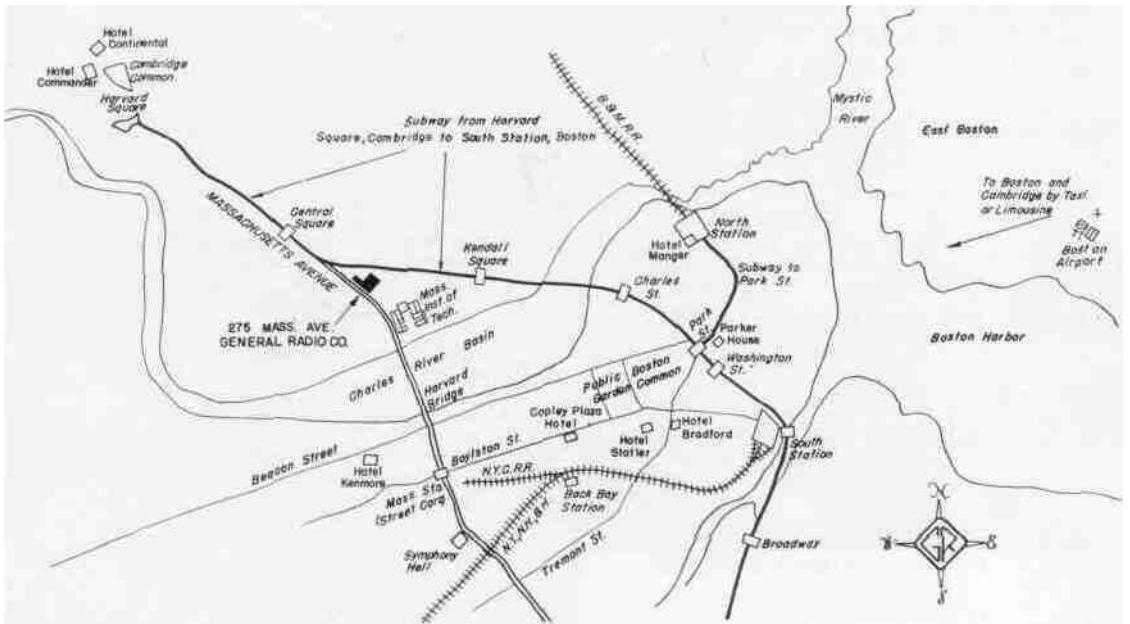 Hotel
Continental
Hotel
Commander
Cambridge
Common
Harvard
Square
Subway from Harvard
Square, Cambridge to South Station, Boston
B. & M. R.R.
Mystic
River
East Boston
To Boston and
Cambridge by Taxi
or Limousine
Boston
Airport
MASSACHUSETTS AVENUE
Central
Square
Kendall
Square
North
Station
Hotel
Manger
Subway to
Park St.
Charles
St.
Mass.
Inst. of
Tech.
275 MASS. AVE.
GENERAL RADIO CO.
Park
St.
Parker
House
Washington
St.
Boston Harbor
Charles River Basin
Harvard
Bridge
Public
Garden
Boston
Common
Copley Plaza
Hotel
Hotel
Statler
Hotel
Bradford
South
Station
Beacon Street
Boylston St.
Hotel
Kenmore
Mass. Sta.
(Street Car)
N.Y.C.R.R.
Back Bay
Station
N.Y., N.H., & H.
Tremont St.
Symphony
Hall
Broadway
N
S
GR